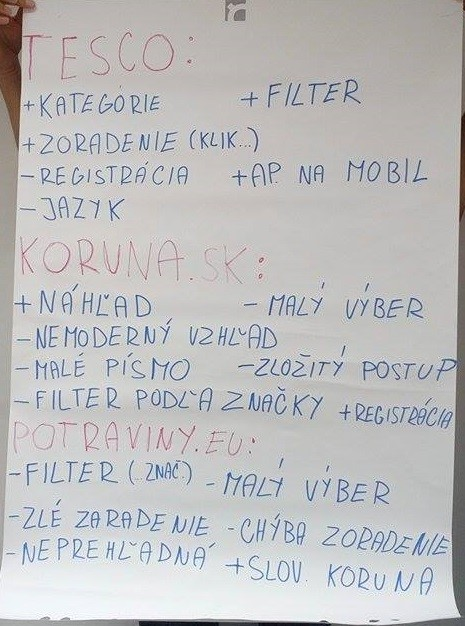 TESCO:
+KATEGÓRIE +FILTER
+ZORADENIE (KLIK...)
-REGISTRÁCIA +AP. NA MOBIL
-JAZYK
KORUNA.SK:
+NÁHĽAD -MALÝ VÝBER
-NEMODERNÝ VZHĽAD
-MALÉ PÍSMO -ZLOŽITÝ POSTUP
-FILTER PODĽA ZNAČKY +REGISTRÁCIA
POTRAVINY.EU:
-FILTER (..ZNAČ.) -MALÝ VÝBER
-ZLÉ ZARADENIE -CHÝBA ZORADENIE
-NEPREHĽADNÁ +SLOV. KORUNA